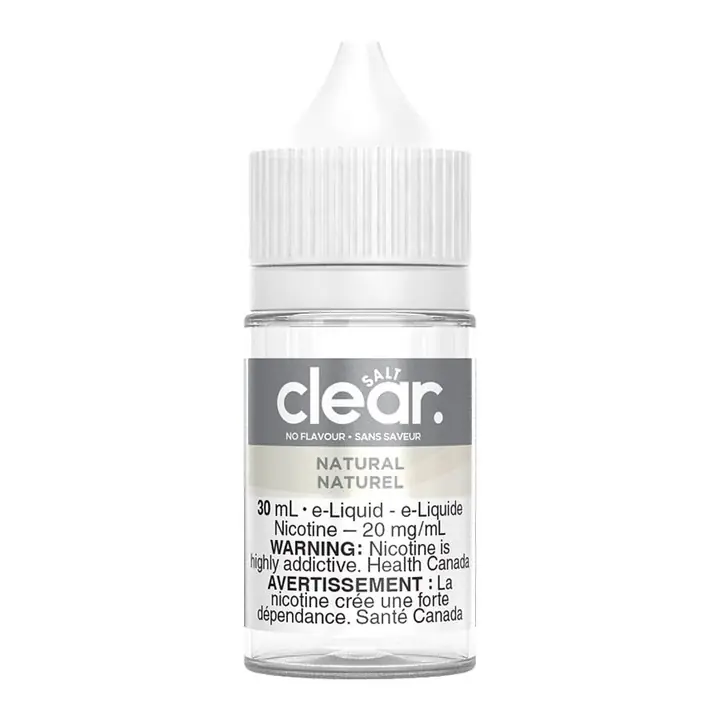 SALT
clear.
NO FLAVOUR • SANS SAVEUR
NATURAL
NATUREL
30 mL • e-Liquid - e-Liquide
Nicotine — 20 mg/mL
WARNING: Nicotine is
highly addictive. Health Canada
AVERTISSEMENT : La
nicotine crée une forte
dépendance. Santé Canada